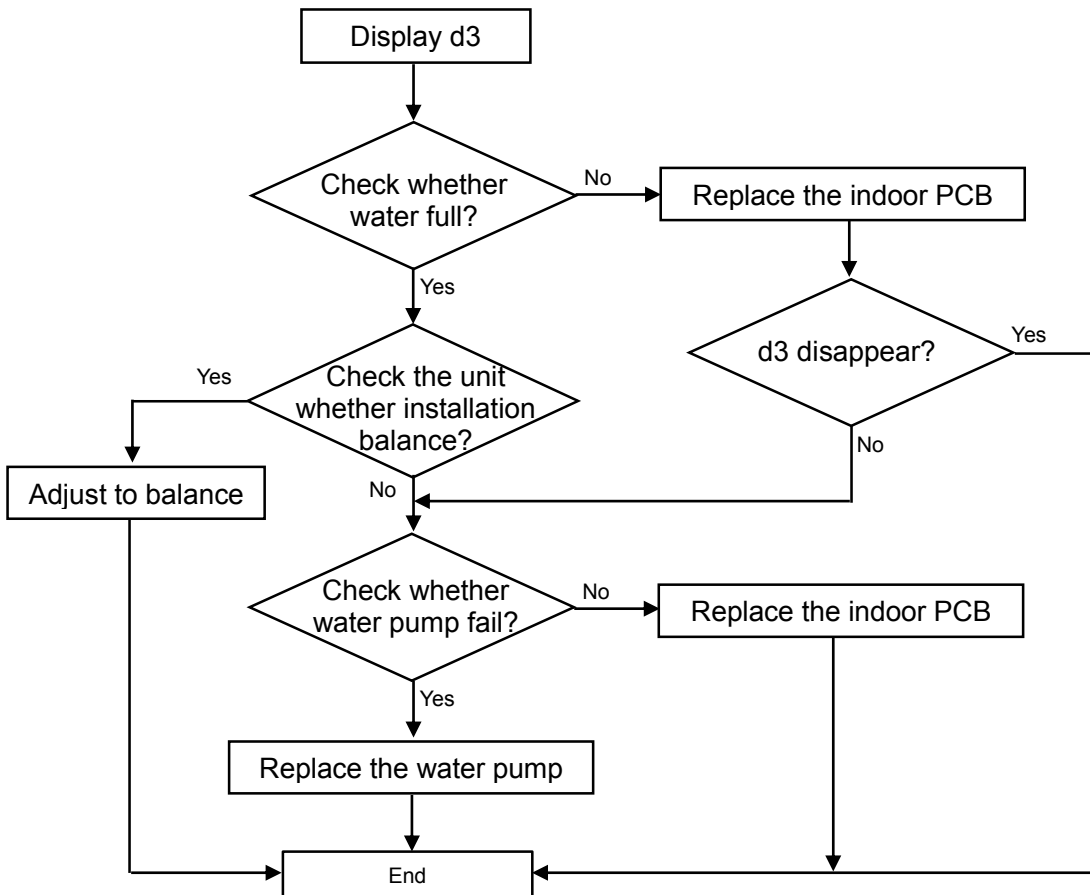 Display d3
Check whether
water full?
No
Replace the indoor PCB
Yes
d3 disappear?
Yes
Yes
Check the unit
whether installation
balance?
No
No
Adjust to balance
Check whether
water pump fail?
No
Replace the indoor PCB
Yes
Replace the water pump
End